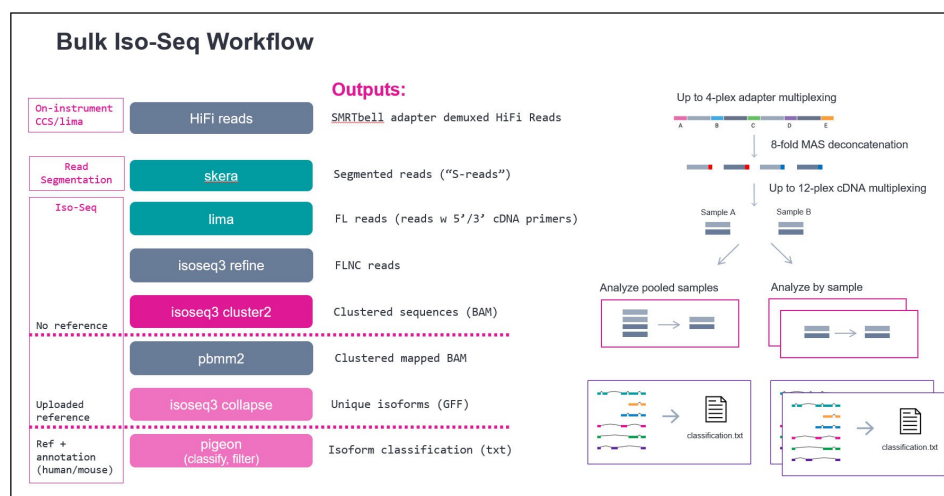 Bulk Iso-Seq Workflow
Outputs:
On-instrument
CCS/lima
HiFi reads
SMRTbell adapter demuxed HiFi Reads
Read
Segmentation
skera
Segmented reads (“S-reads”)
Iso-Seq
lima
FL reads (reads w 5’/3’ cDNA primers)
isoseq3 refine
FLNC reads
isoseq3 cluster2
Clustered sequences (BAM)
No reference
pbmm2
Clustered mapped BAM
Uploaded
reference
isoseq3 collapse
Unique isoforms (GFF)
Ref +
annotation
(human/mouse)
pigeon
(classify, filter)
Isoform classification (txt)
Up to 4-plex adapter multiplexing
A B C D E
8-fold MAS deconcatenation
Up to 12-plex cDNA multiplexing
Sample A
Sample B
Analyze pooled samples
Analyze by sample
classification.txt
classification.txt